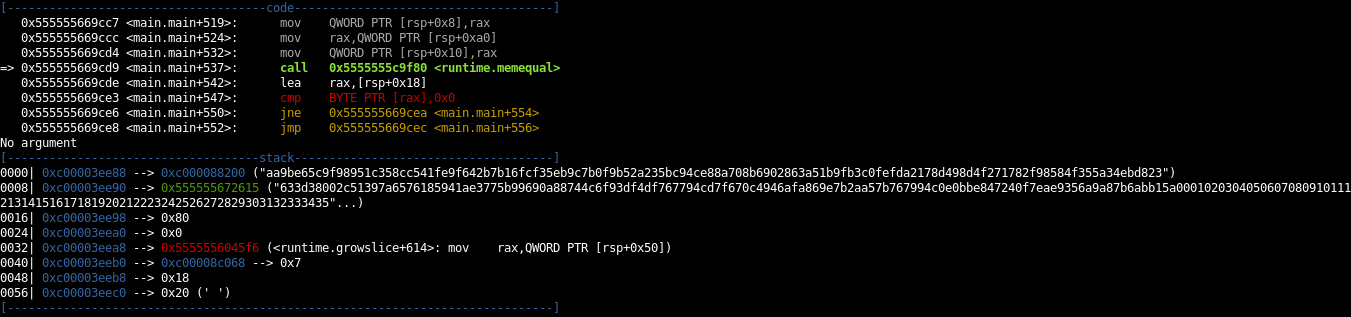 [-------------------------------------code-------------------------------------]
   0x555555669cc7 <main.main+519>:	mov    QWORD PTR [rsp+0x8],rax
   0x555555669ccc <main.main+524>:	mov    rax,QWORD PTR [rsp+0xa0]
   0x555555669cd4 <main.main+532>:	mov    QWORD PTR [rsp+0x10],rax
=> 0x555555669cd9 <main.main+537>:	call   0x5555555c9f80 <runtime.memequal>
   0x555555669cde <main.main+542>:	lea    rax,[rsp+0x18]
   0x555555669ce3 <main.main+547>:	cmp    BYTE PTR [rax],0x0
   0x555555669ce6 <main.main+550>:	jne    0x555555669cea <main.main+554>
   0x555555669ce8 <main.main+552>:	jmp    0x555555669cec <main.main+556>
No argument
[------------------------------------stack-------------------------------------]
0000| 0xc00003ee88 --> 0xc000088200 ("aa9be65c9f98951c358cc541fe9f642b7b16fcf35eb9c7b0f9b52a235bc94ce88a708b6902863a51b9fb3c0fefda2178d498d4f271782f98584f355a34ebd823")
0008| 0xc00003ee90 --> 0x555555672615 ("633d38002c51397a6576185941ae3775b99690a88744c6f93df4df767794cd7f670c4946afa869e7b2aa57b767994c0e0bbe847240f7eae9356a9a87b6abb15a000102030405060708091011121314151617181920212223242526272829303132333435"...)
0016| 0xc00003ee98 --> 0x80
0024| 0xc00003eea0 --> 0x0
0032| 0xc00003eea8 --> 0x5555556045f6 (<runtime.growslice+614>: mov    rax,QWORD PTR [rsp+0x50])
0040| 0xc00003eeb0 --> 0xc00008c068 --> 0x7
0048| 0xc00003eeb8 --> 0x18
0056| 0xc00003eec0 --> 0x20 (' ')
[------------------------------------------------------------------------------]